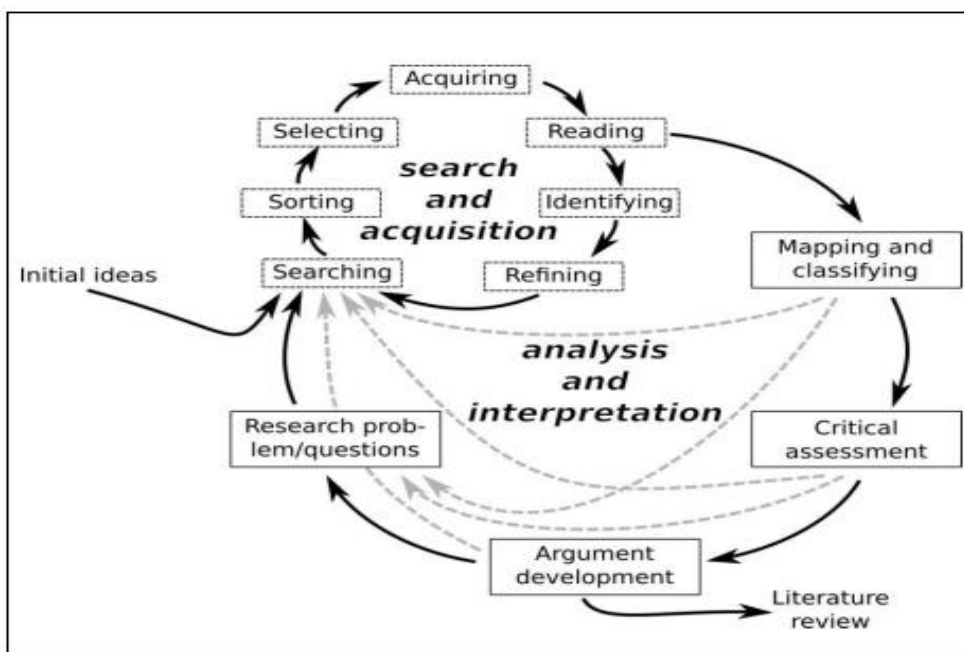 Acquiring
Selecting
Reading
search
and
acquisition
Sorting
Identifying
Searching
Refining
Initial ideas
Mapping and
classifying
analysis
and
interpretation
Research prob-
lem/questions
Critical
assessment
Argument
development
Literature
review